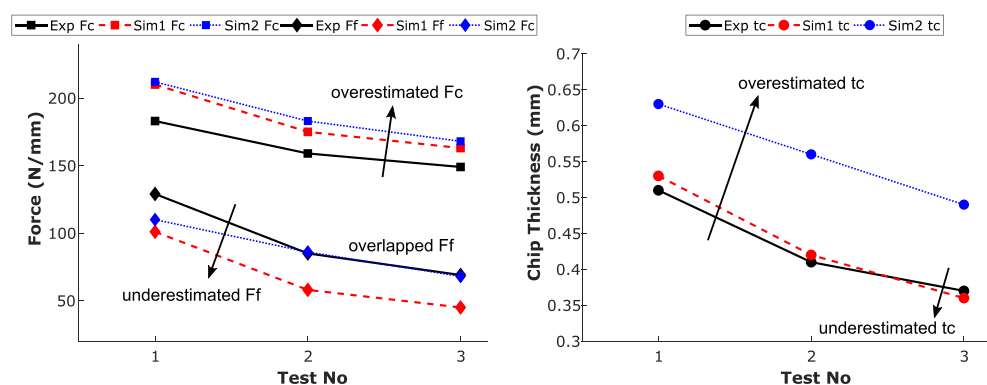 Exp Fc Sim1 Fc Sim2 Fc Exp Ff Sim1 Ff Sim2 Fc
Force (N/mm)
200
150
100
50
overestimated Fc
overlapped Ff
underestimated Ff
1 2 3
Test No
Exp tc Sim1 tc Sim2 tc
Chip Thickness (mm)
0.7
0.65
0.6
0.55
0.5
0.45
0.4
0.35
0.3
overestimated tc
underestimated tc
1 2 3
Test No